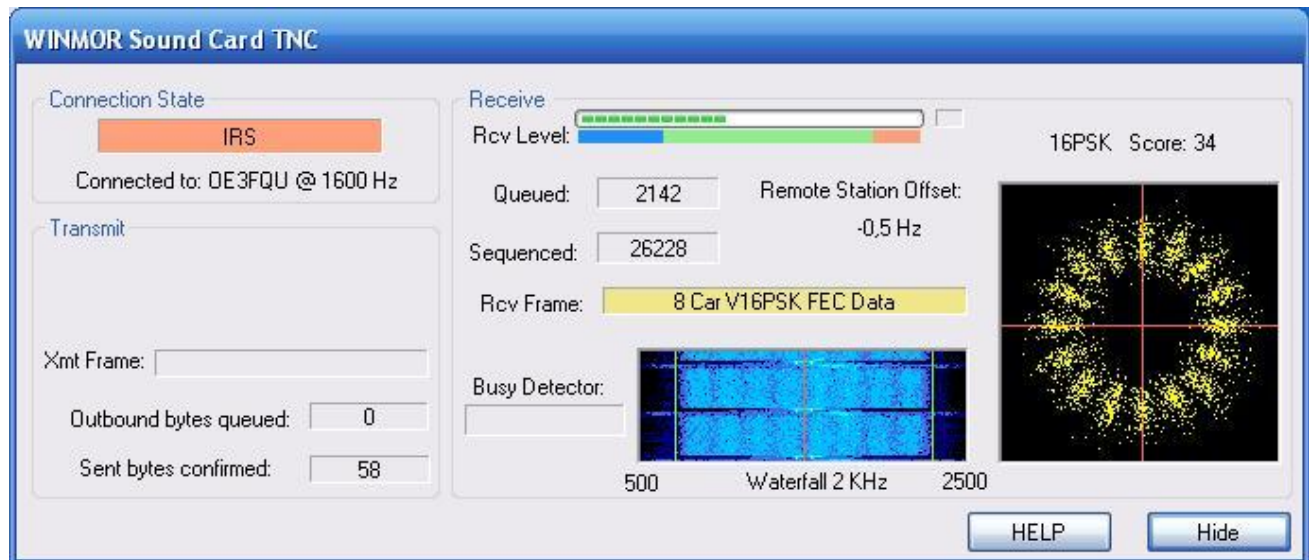 WINMOR Sound Card TNC
Connection State
IRS
Connected to: OE3FQU @ 1600 Hz
Transmit
Xmt Frame:
Outbound bytes queued: 0
Sent bytes confirmed: 58
Receive
Rcv Level:
Queued: 2142
Sequenced: 26228
Remote Station Offset:
-0,5 Hz
Rcv Frame: 8 Car V16PSK FEC Data
Busy Detector:
500 Waterfall 2 KHz 2500
16PSK Score: 34
HELP Hide